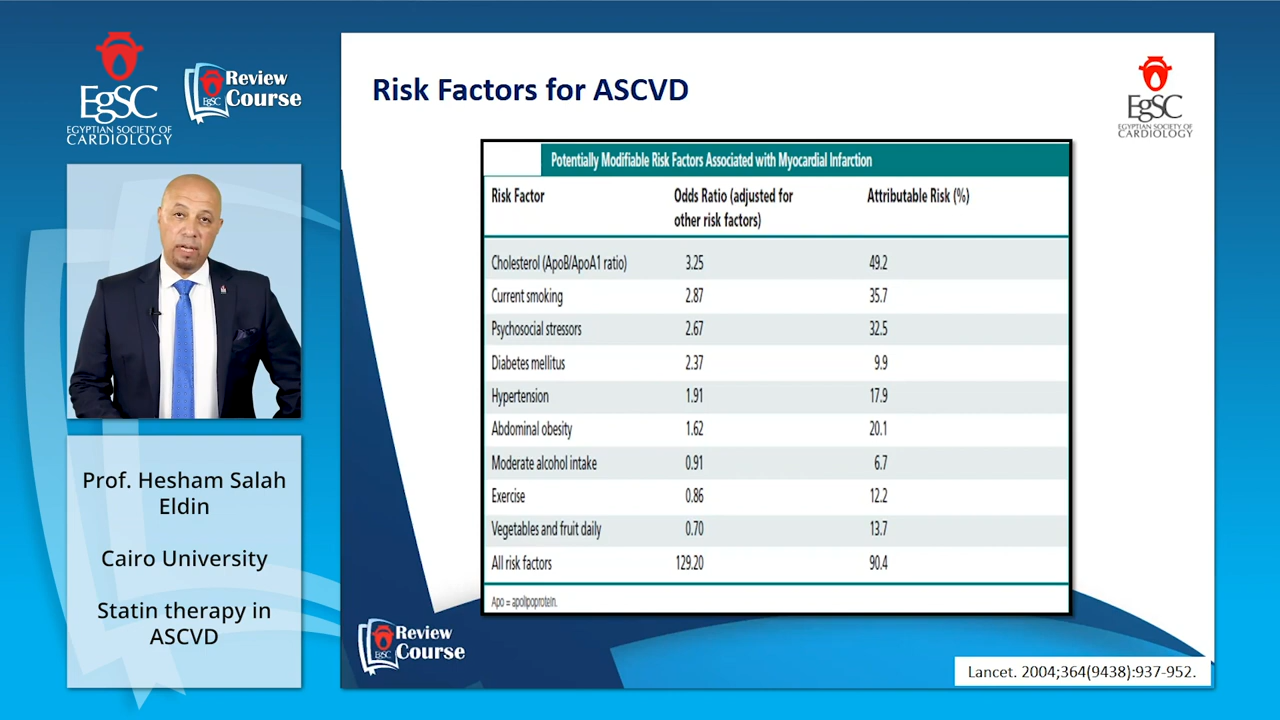 EgSC
EGYPTIAN SOCIETY OF
CARDIOLOGY
EgSC
Review
Course
Prof. Hesham Salah
Eldin
Cairo University
Statin therapy in
ASCVD
Risk Factors for ASCVD
EgSC
EGYPTIAN SOCIETY OF
CARDIOLOGY
Potentially Modifiable Risk Factors Associated with Myocardial Infarction
Risk Factor Odds Ratio (adjusted for other risk factors) Attributable Risk (%)
Cholesterol (ApoB/ApoA1 ratio) 3.25 49.2
Current smoking 2.87 35.7
Psychosocial stressors 2.67 32.5
Diabetes mellitus 2.37 9.9
Hypertension 1.91 17.9
Abdominal obesity 1.62 20.1
Moderate alcohol intake 0.91 6.7
Exercise 0.86 12.2
Vegetables and fruit daily 0.70 13.7
All risk factors 129.20 90.4
Apo = apolipoprotein.
EgSC
Review
Course
Lancet. 2004;364(9438):937-952.